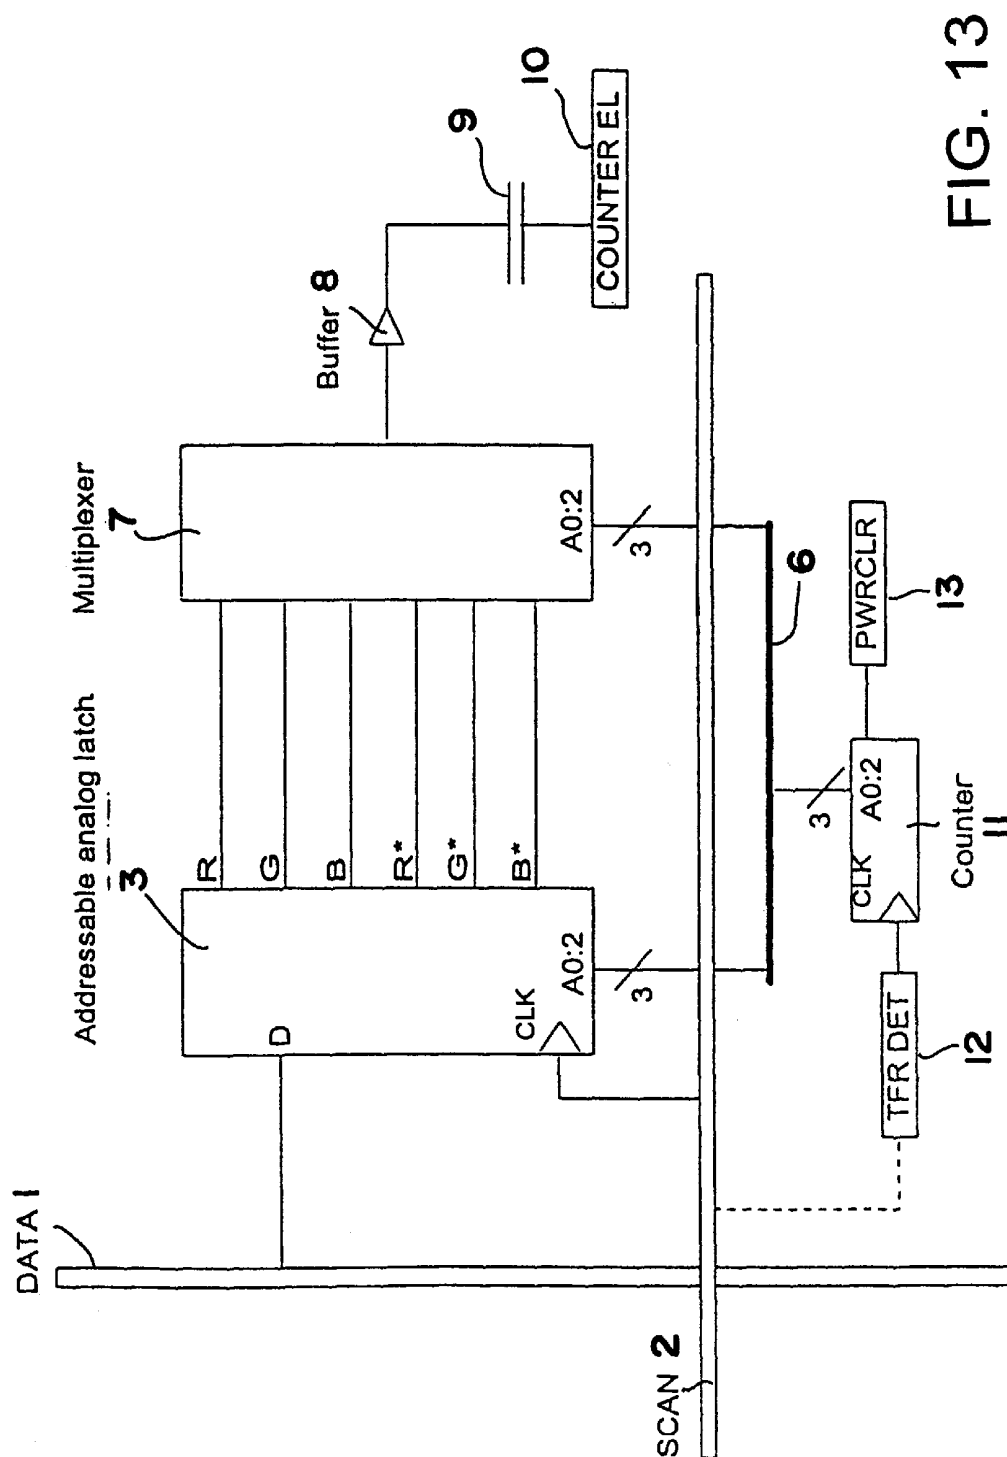 DATA 1
Addressable analog latch
3
D
CLK
A0:2
R
G
B
R*
G*
B*
Multiplexer
7
A0:2
Buffer 8
9
10
COUNTER EL
3
3
6
SCAN 2
TFR DET
12
CLK
A0:2
3
Counter
11
PWRCLR
13
FIG. 13